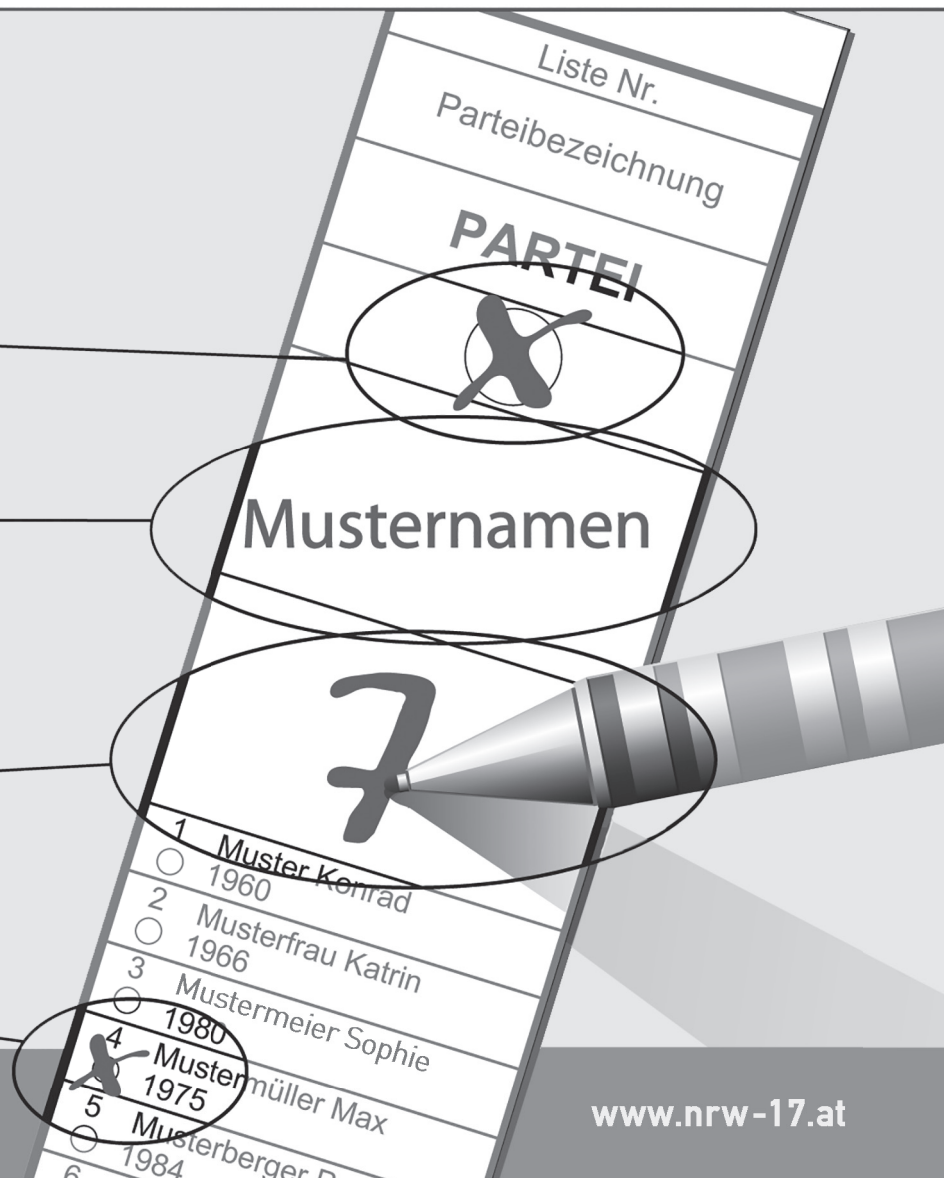 Liste Nr.
Parteibezeichnung
PARTEI
Musternamen
7
1 Muster Konrad
1960
2 Musterfrau Katrin
1966
3 Mustermeier Sophie
1980
4 Mustermüller Max
1975
5 Musterberger
1984
6
www.nrw-17.at